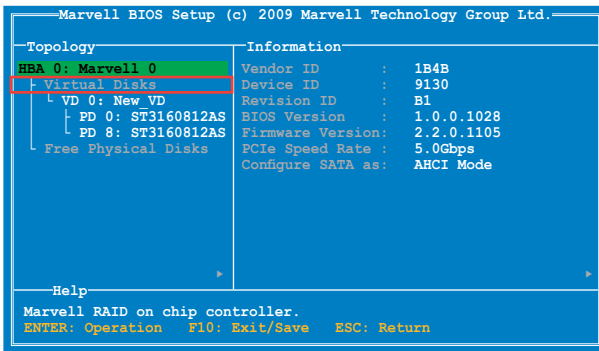 Marvell BIOS Setup (c) 2009 Marvell Technology Group Ltd.
Topology
HBA 0: Marvell 0
Virtual Disks
VD 0: New_VD
PD 0: ST3160812AS
PD 8: ST3160812AS
Free Physical Disks
Information
Vendor ID : 1B4B
Device ID : 9130
Revision ID : B1
BIOS Version : 1.0.0.1028
Firmware Version: 2.2.0.1105
PCIe Speed Rate : 5.0Gbps
Configure SATA as: AHCI Mode
Help
Marvell RAID on chip controller.
ENTER: Operation F10: Exit/Save ESC: Return